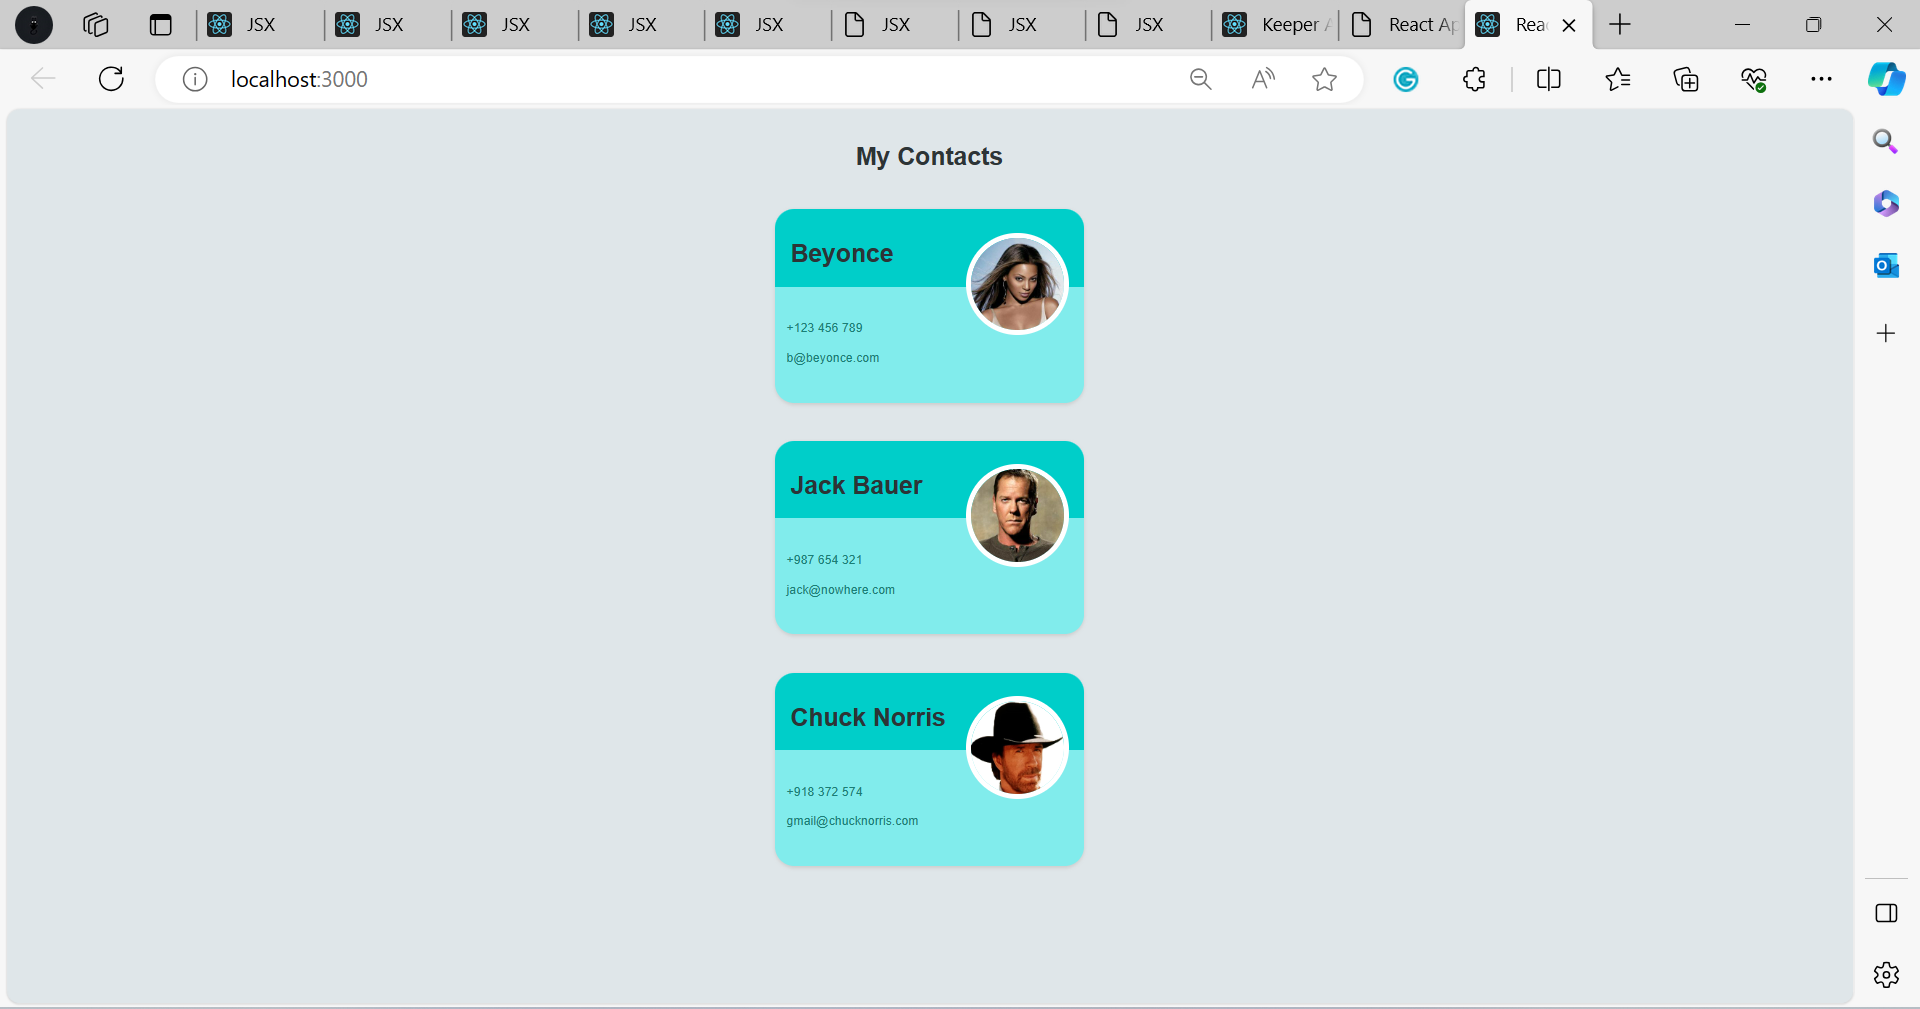 JSX JSX JSX JSX JSX JSX JSX JSX Keeper React Ap Rea
localhost:3000
My Contacts
Beyonce
+123 456 789
b@beyonce.com
Jack Bauer
+987 654 321
jack@nowhere.com
Chuck Norris
+918 372 574
gmail@chucknorris.com